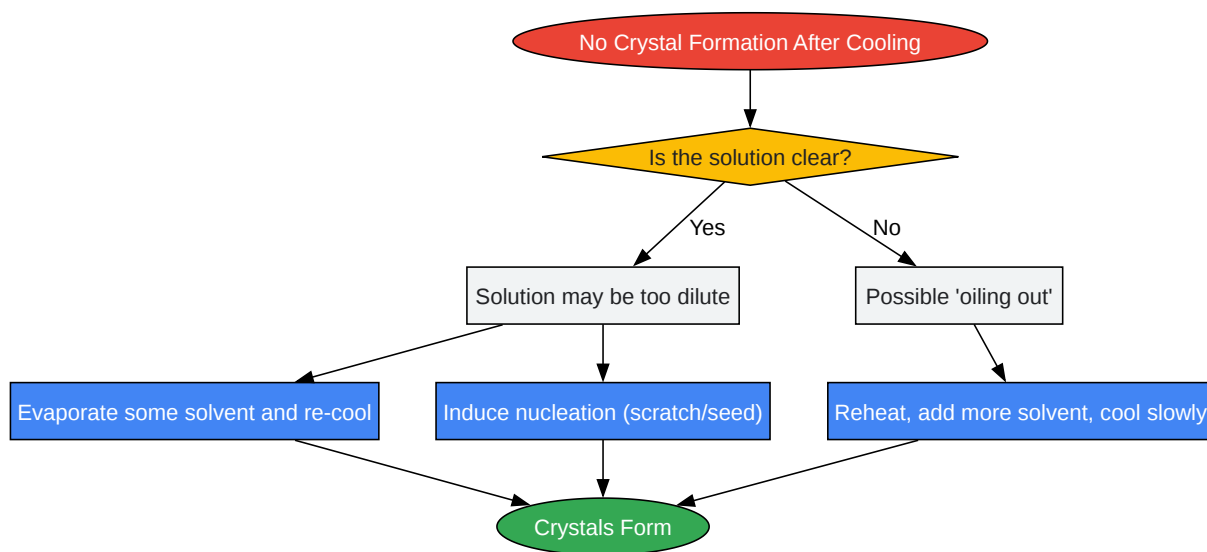 No Crystal Formation After Cooling
Is the solution clear?
Yes
No
Solution may be too dilute
Possible 'oiling out'
Evaporate some solvent and re-cool
Induce nucleation (scratch/seed)
Reheat, add more solvent, cool slowly
Crystals Form